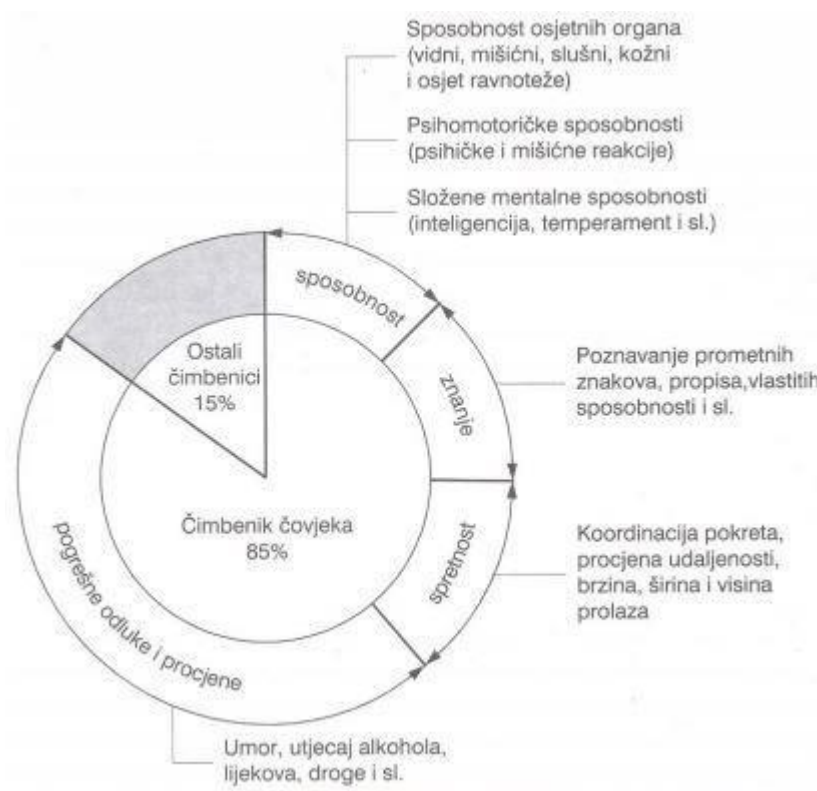 Sposobnost osjetnih organa
(vidni, mišićni, slušni, kožni
i osjet ravnoteže)
Psihomotoričke sposobnosti
(psihičke i mišićne reakcije)
Složene mentalne sposobnosti
(inteligencija, temperament i sl.)
sposobnost
Ostali
čimbenici
15%
znanje
Poznavanje prometnih
znakova, propisa,vlastitih
sposobnosti i sl.
Čimbenik čovjeka
85%
spretnost
Koordinacija pokreta,
procjena udaljenosti,
brzina, širina i visina
prolaza
pogrešne odluke i procjene
Umor, utjecaj alkohola,
lijekova, droge i sl.